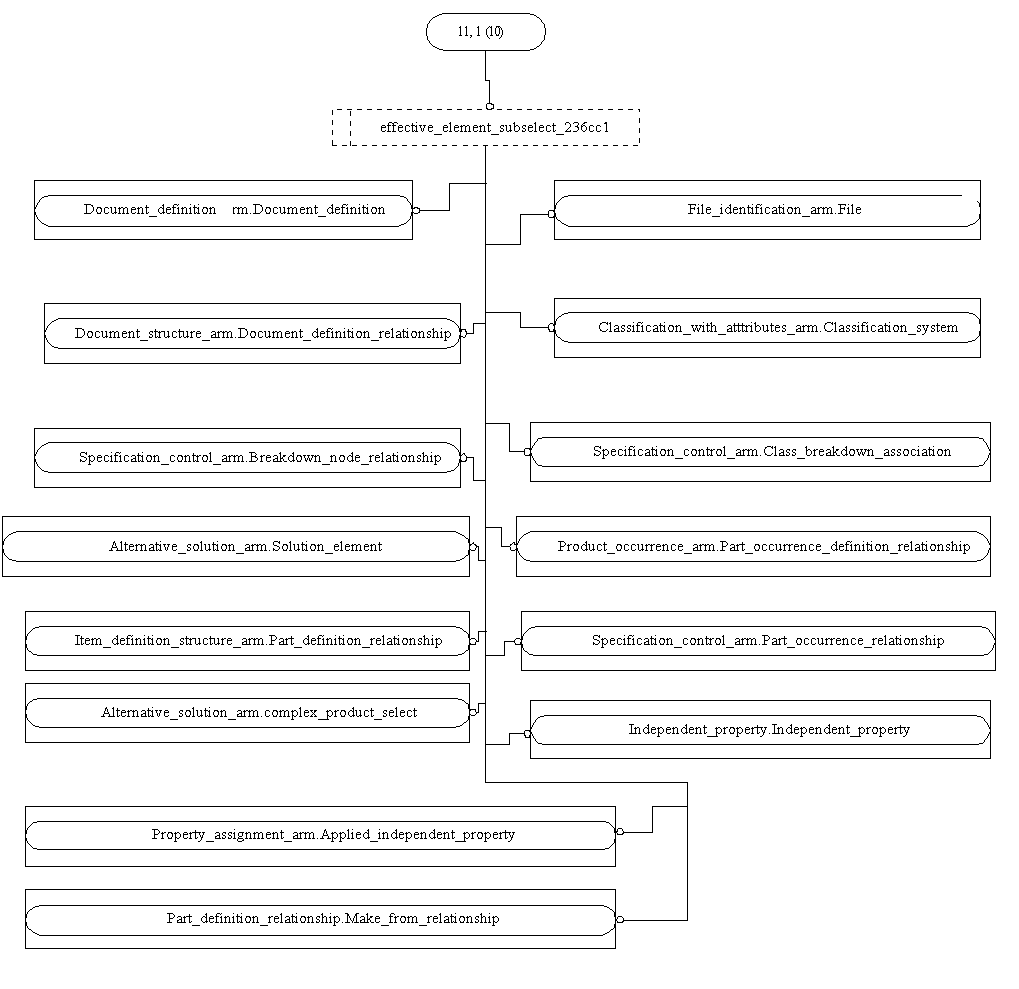 11, 1 (10)
effective_element_subselect_236cc1
Document_definition rm.Document_definition
File_identification_arm.File
Document_structure_arm.Document_definition_relationship
Classification_with_atttributes_arm.Classification_system
Specification_control_arm.Breakdown_node_relationship
Specification_control_arm.Class_breakdown_association
Alternative_solution_arm.Solution_element
Product_occurrence_arm.Part_occurrence_definition_relationship
Item_definition_structure_arm.Part_definition_relationship
Specification_control_arm.Part_occurrence_relationship
Alternative_solution_arm.complex_product_select
Independent_property.Independent_property
Property_assignment_arm.Applied_independent_property
Part_definition_relationship.Make_from_relationship